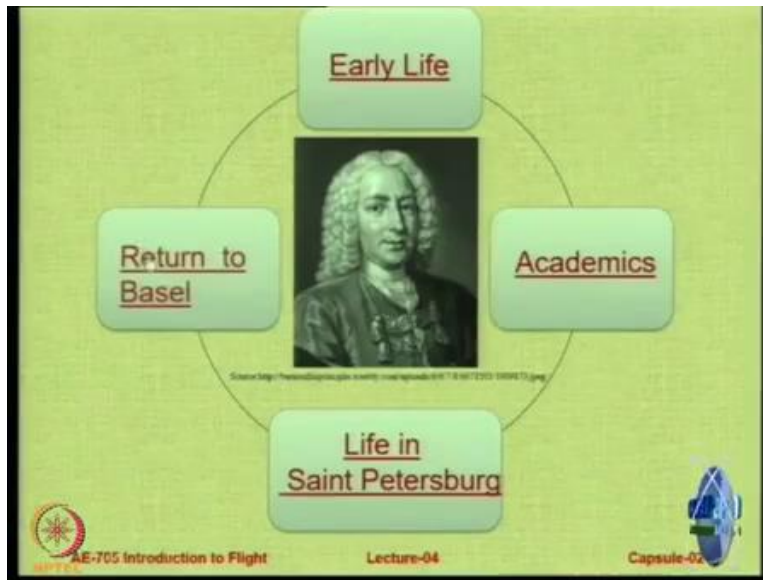 Early Life
Return to
Basel
Academics
Life in
Saint Petersburg
AE-705 Introduction to Flight
Lecture-04
Capsule-02
NPTEL